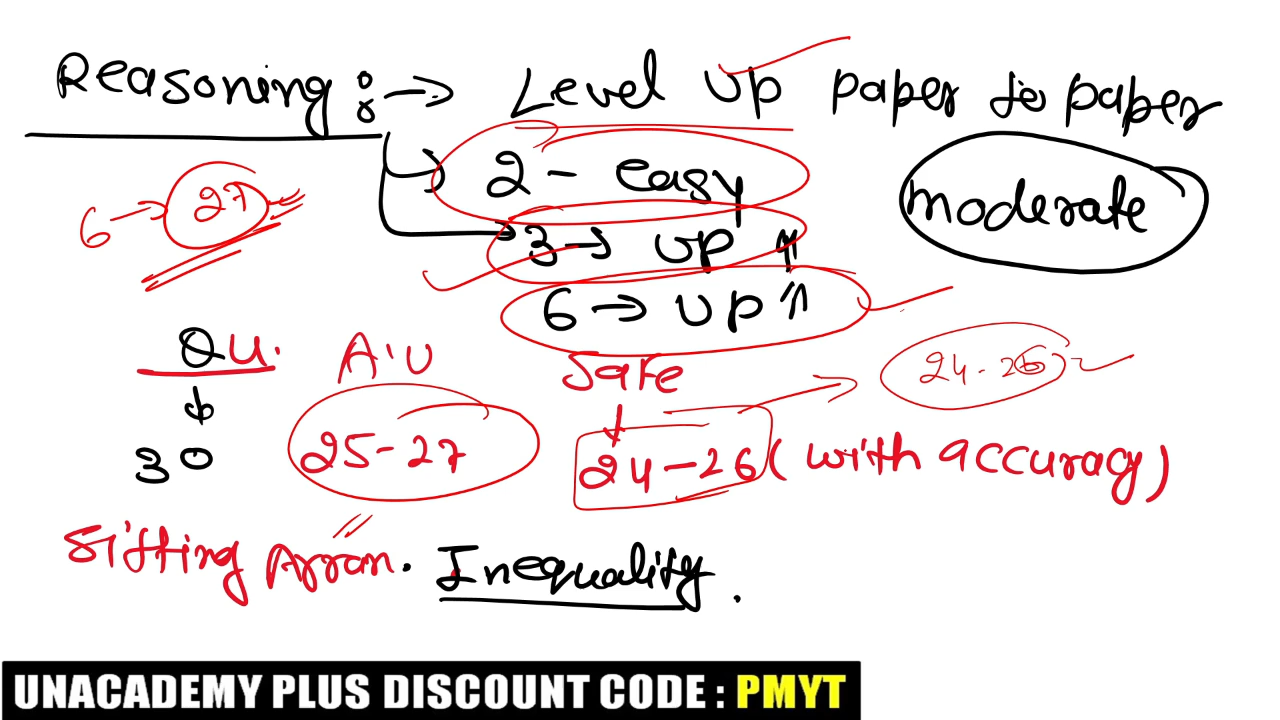 Reasoning :→ Level up paper to paper
2 - easy
moderate
6 → 27
3 → up ↑
6 → up ↑
QU. A.U Safe
24-26
30 25-27 24-26 (with accuracy)
Sitting Arran. Inequality.
UNACADEMY PLUS DISCOUNT CODE : PMYT